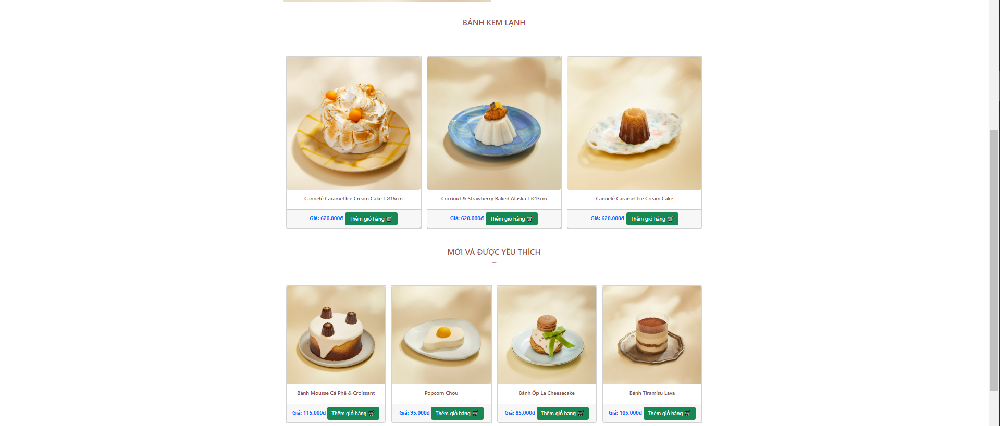 BÁNH KEM LẠNH
Cannelé Caramel Ice Cream Cake I ∅16cm
Coconut & Strawberry Baked Alaska I ∅13cm
Cannelé Caramel Ice Cream Cake
Giá: 620.000đ Thêm giỏ hàng 🛒
Giá: 620.000đ Thêm giỏ hàng 🛒
Giá: 620.000đ Thêm giỏ hàng 🛒
MỚI VÀ ĐƯỢC YÊU THÍCH
Bánh Mousse Cà Phê & Croissant
Popcorn Chou
Bánh Ốp La Cheesecake
Bánh Tiramisu Lava
Giá: 115.000đ Thêm giỏ hàng 🛒
Giá: 95.000đ Thêm giỏ hàng 🛒
Giá: 85.000đ Thêm giỏ hàng 🛒
Giá: 105.000đ Thêm giỏ hàng 🛒